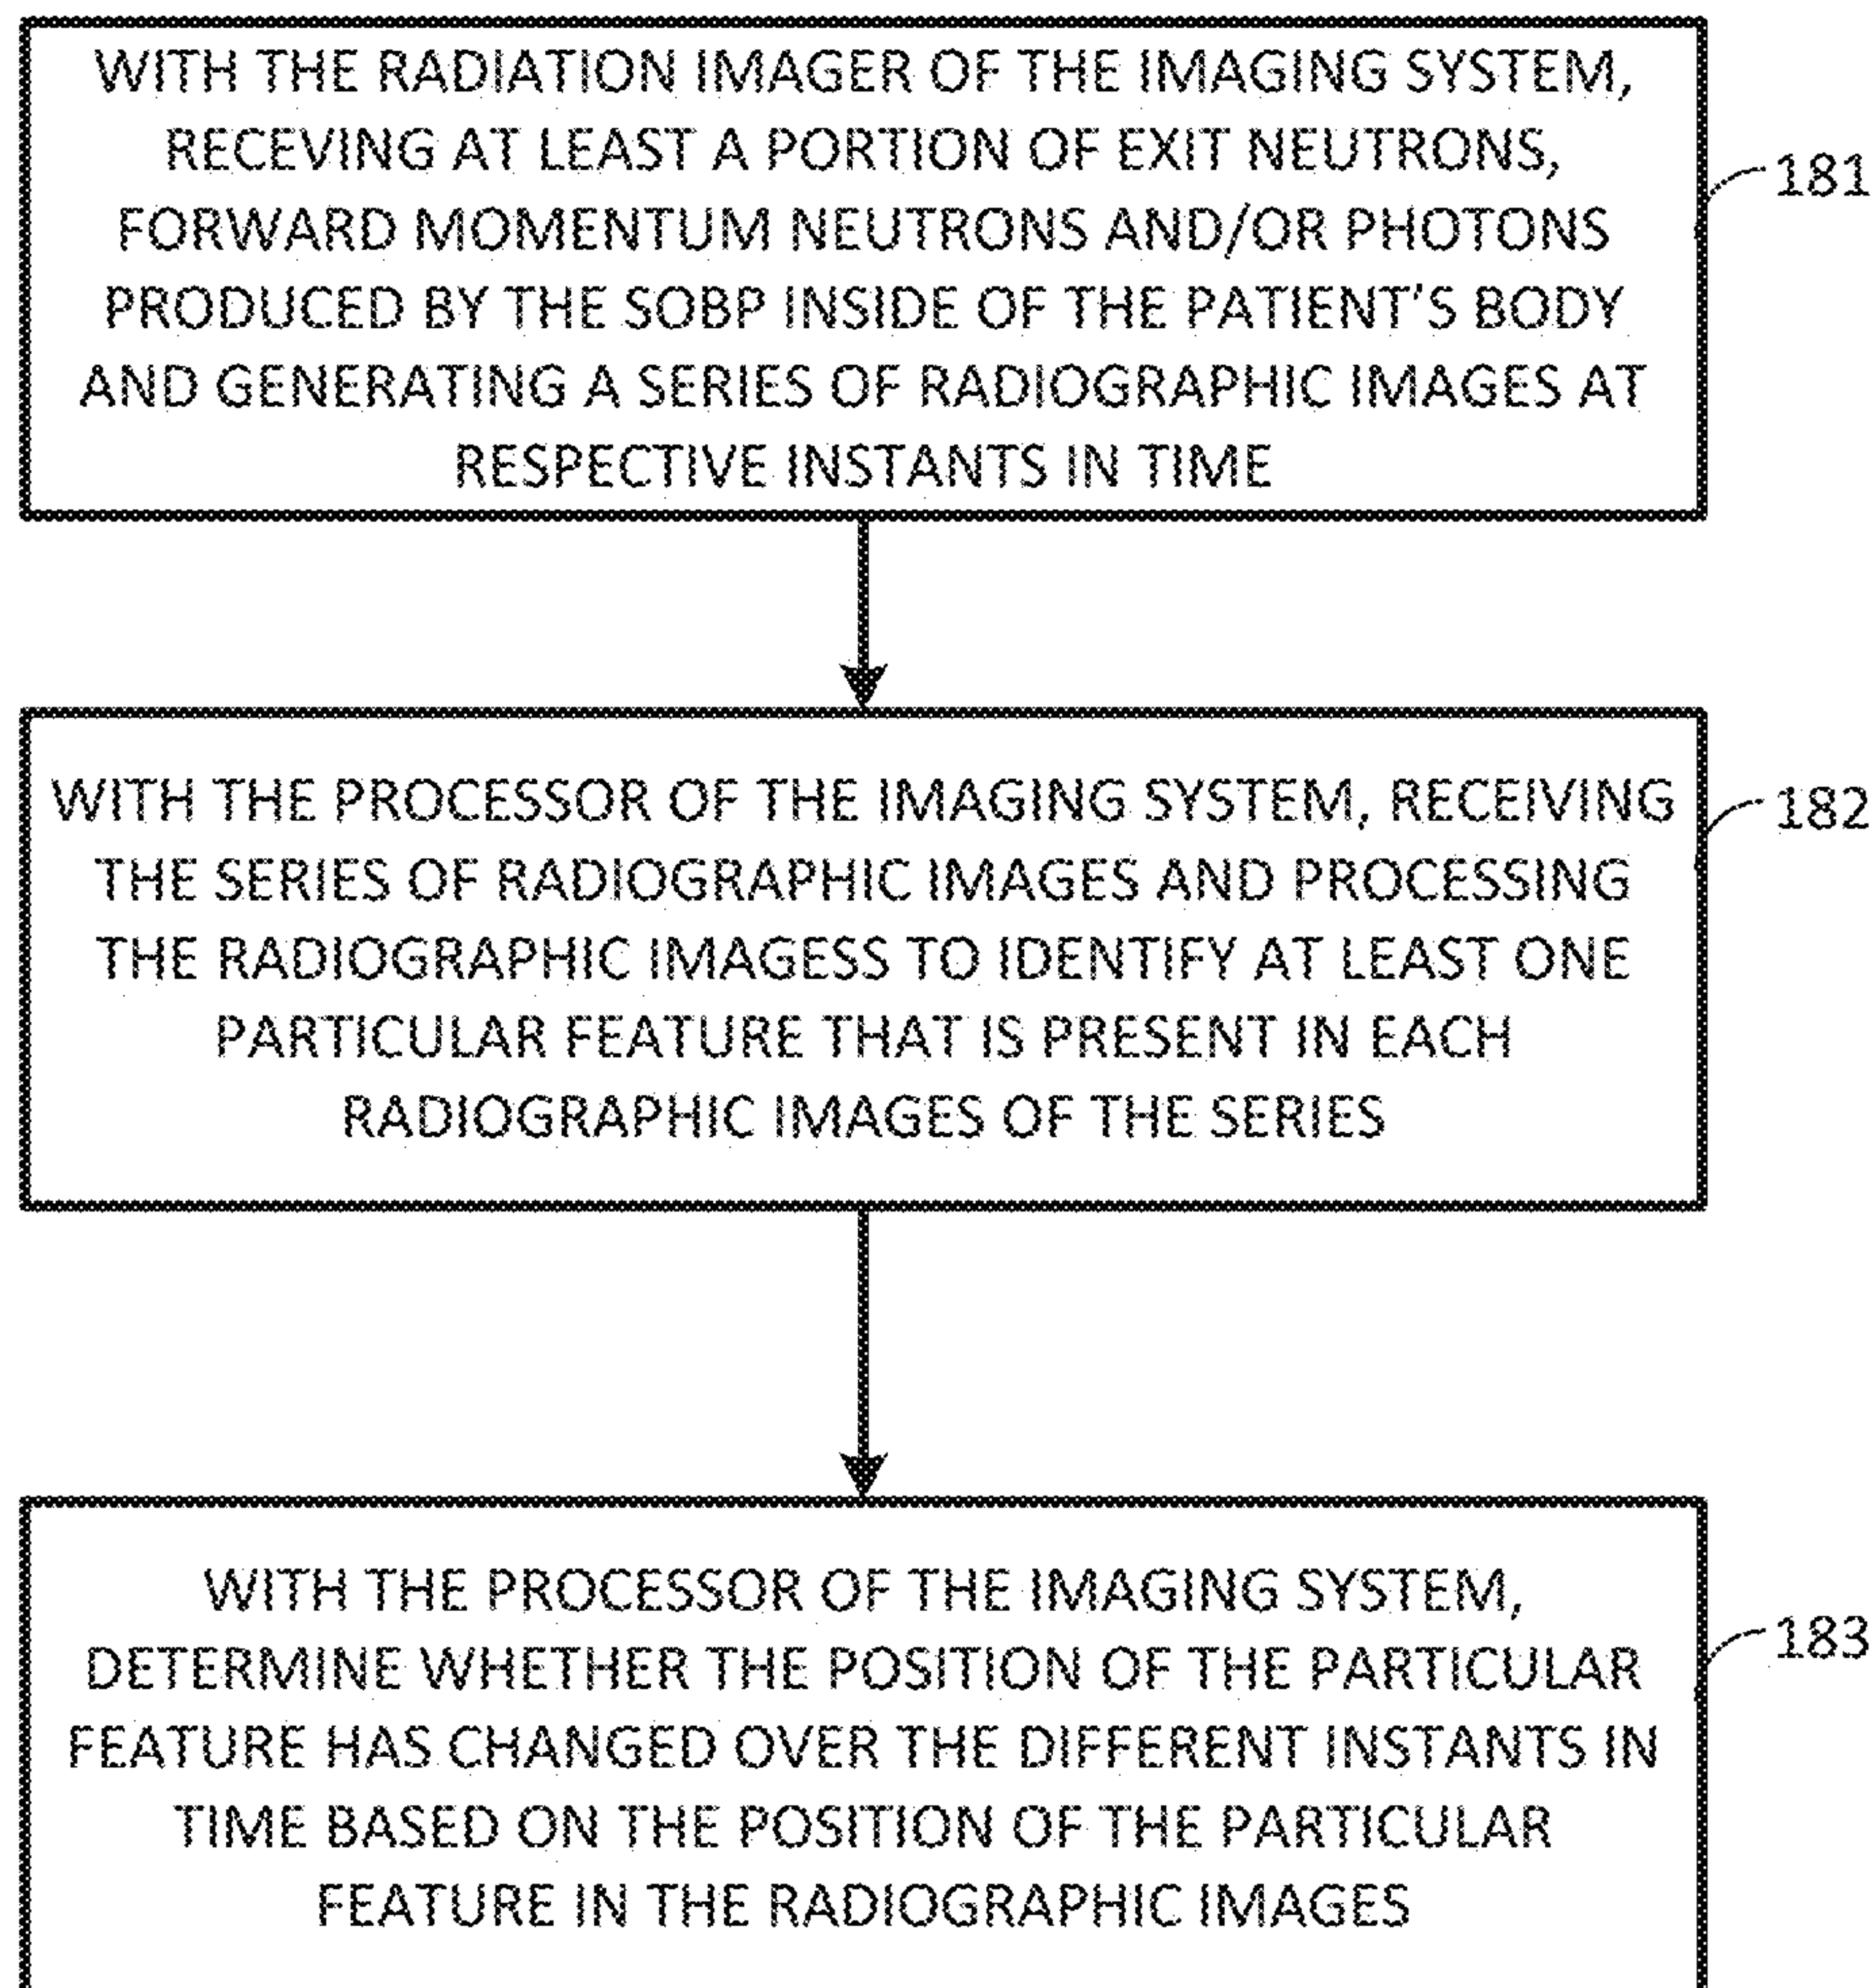 WITH THE RADIATION IMAGER OF THE IMAGING SYSTEM,
RECEVING AT LEAST A PORTION OF EXIT NEUTRONS,
FORWARD MOMENTUM NEUTRONS AND/OR PHOTONS
PRODUCED BY THE SOBP INSIDE OF THE PATIENT'S BODY
AND GENERATING A SERIES OF RADIOGRAPHIC IMAGES AT
RESPECTIVE INSTANTS IN TIME
181
WITH THE PROCESSOR OF THE IMAGING SYSTEM, RECEIVING
THE SERIES OF RADIOGRAPHIC IMAGES AND PROCESSING
THE RADIOGRAPHIC IMAGESS TO IDENTIFY AT LEAST ONE
PARTICULAR FEATURE THAT IS PRESENT IN EACH
RADIOGRAPHIC IMAGES OF THE SERIES
182
WITH THE PROCESSOR OF THE IMAGING SYSTEM,
DETERMINE WHETHER THE POSITION OF THE PARTICULAR
FEATURE HAS CHANGED OVER THE DIFFERENT INSTANTS IN
TIME BASED ON THE POSITION OF THE PARTICULAR
FEATURE IN THE RADIOGRAPHIC IMAGES
183